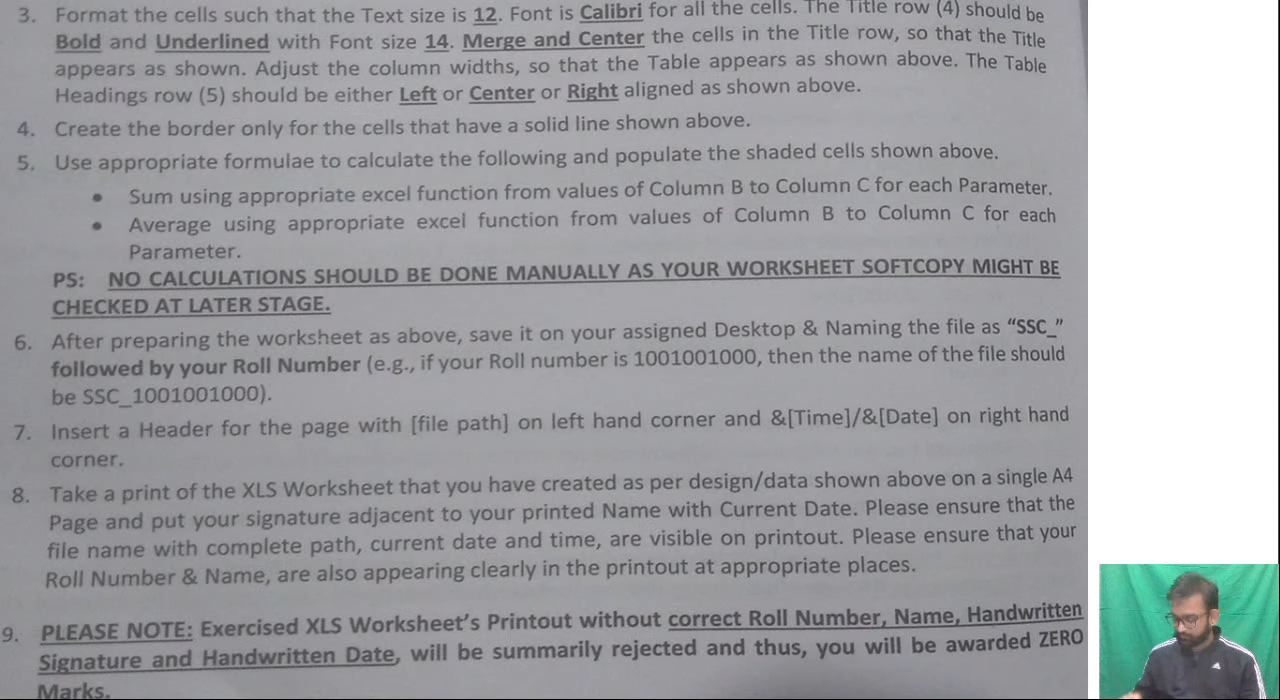 3. Format the cells such that the Text size is 12. Font is Calibri for all the cells. The Title row (4) should be
Bold and Underlined with Font size 14. Merge and Center the cells in the Title row, so that the Title
appears as shown. Adjust the column widths, so that the Table appears as shown above. The Table
Headings row (5) should be either Left or Center or Right aligned as shown above.
4. Create the border only for the cells that have a solid line shown above.
5. Use appropriate formulae to calculate the following and populate the shaded cells shown above.
• Sum using appropriate excel function from values of Column B to Column C for each Parameter.
• Average using appropriate excel function from values of Column B to Column C for each
Parameter.
PS: NO CALCULATIONS SHOULD BE DONE MANUALLY AS YOUR WORKSHEET SOFTCOPY MIGHT BE
CHECKED AT LATER STAGE.
6. After preparing the worksheet as above, save it on your assigned Desktop & Naming the file as “SSC_”
followed by your Roll Number (e.g., if your Roll number is 1001001000, then the name of the file should
be SSC_1001001000).
7. Insert a Header for the page with [file path] on left hand corner and &[Time]/&[Date] on right hand
corner.
8. Take a print of the XLS Worksheet that you have created as per design/data shown above on a single A4
Page and put your signature adjacent to your printed Name with Current Date. Please ensure that the
file name with complete path, current date and time, are visible on printout. Please ensure that your
Roll Number & Name, are also appearing clearly in the printout at appropriate places.
9. PLEASE NOTE: Exercised XLS Worksheet’s Printout without correct Roll Number, Name, Handwritten
Signature and Handwritten Date, will be summarily rejected and thus, you will be awarded ZERO
Marks.